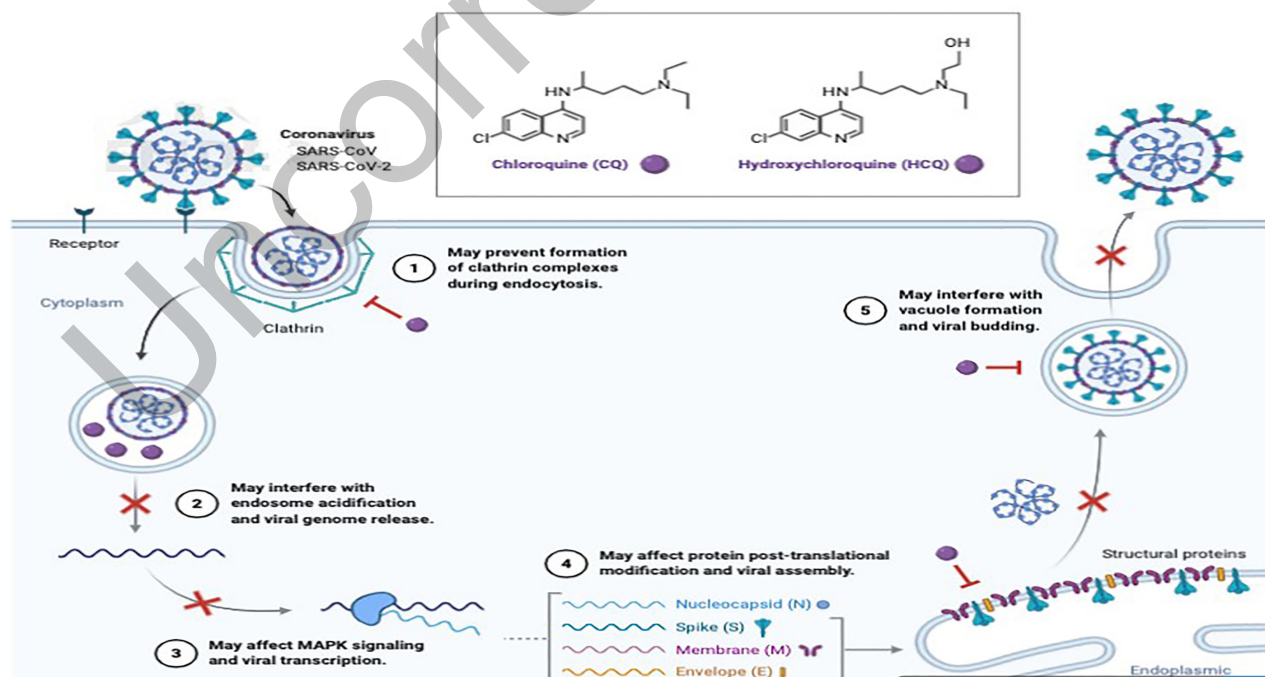 Uncorre
OH
HN
N
Cl
N
Chloroquine (CQ)
HN
N
Cl
N
Hydroxychloroquine (HCQ)
Coronavirus
SARS-CoV
SARS-CoV-2
Receptor
Cytoplasm
Clathrin
1
May prevent formation
of clathrin complexes
during endocytosis.
5
May interfere with
vacuole formation
and viral budding.
2
May interfere with
endosome acidification
and viral genome release.
3
May affect MAPK signaling
and viral transcription.
4
May affect protein post-translational
modification and viral assembly.
Nucleocapsid (N)
Spike (S)
Membrane (M)
Envelope (E)
Structural proteins
Endoplasmic